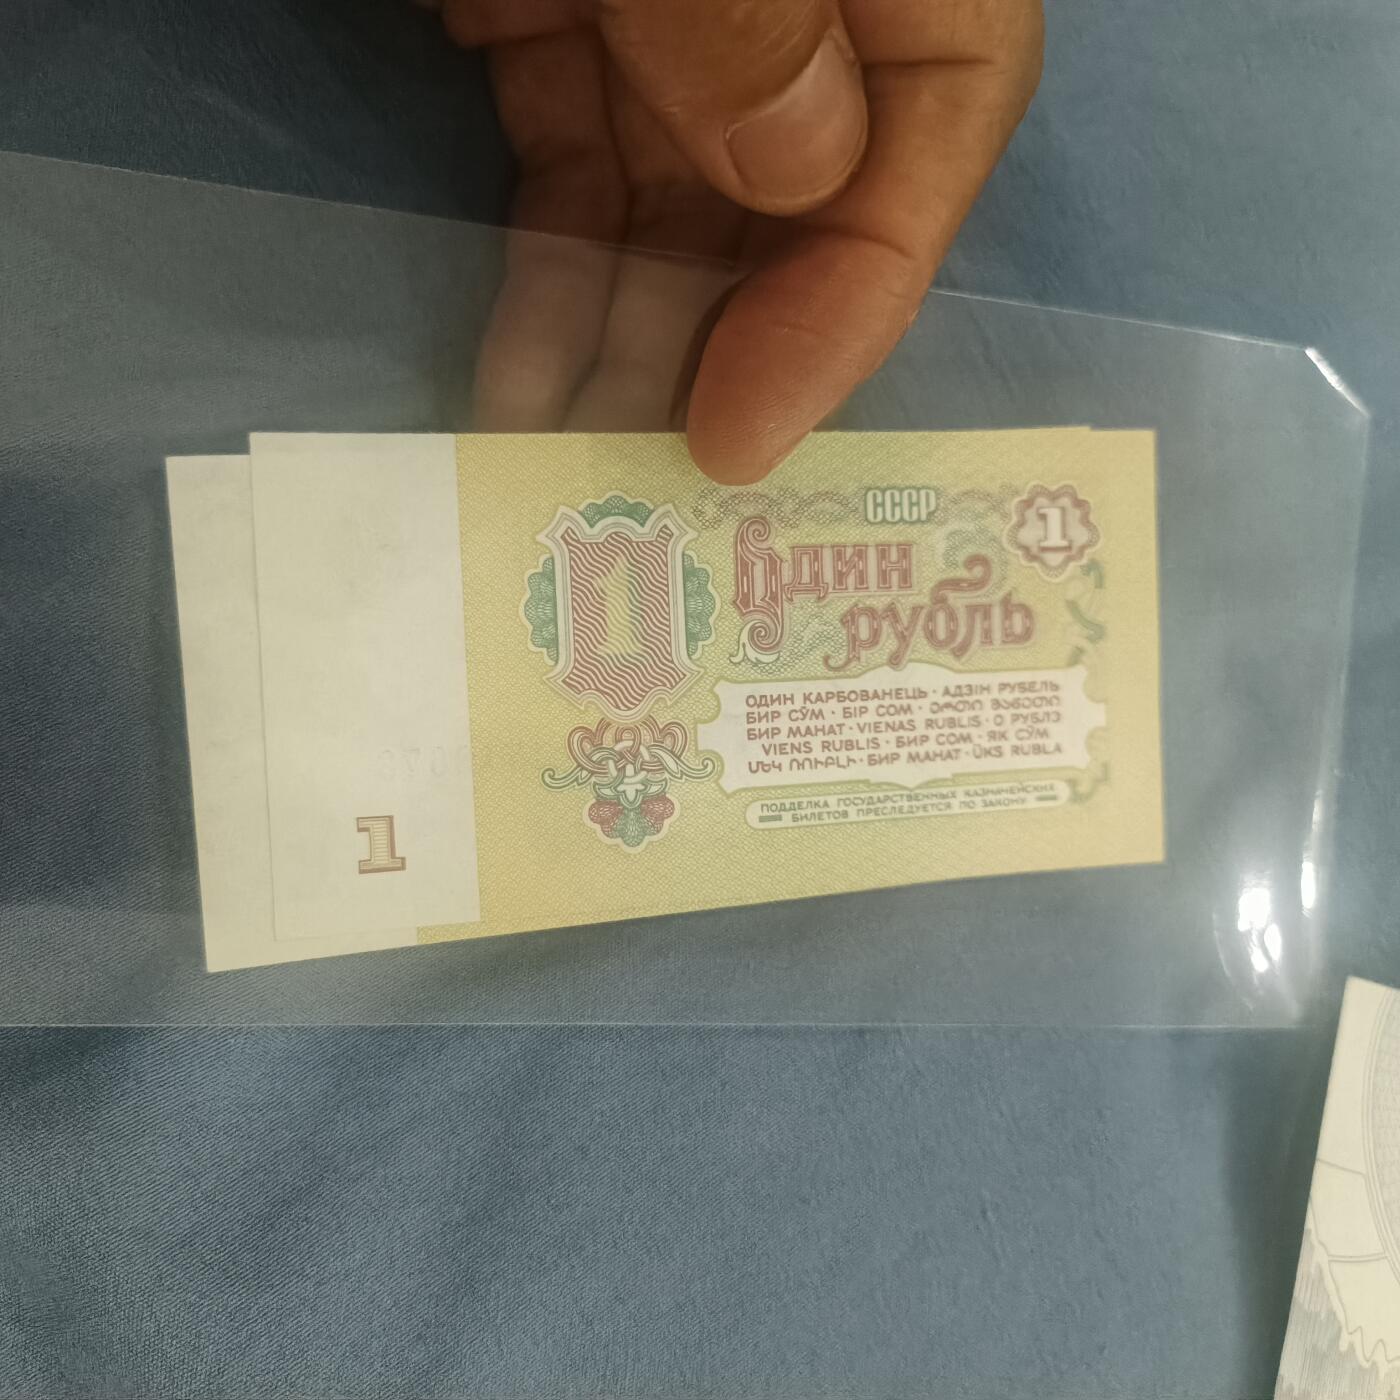 СССР
1
1
Один
рубль
ОДИН КАРБОВАНЕЦЬ · АДЗІН РУБЕЛЬ
БИР СЎМ · БІР СОМ · ᲔᲠᲗᲘ ᲛᲐᲜᲔᲗᲘ
БИР МАНАТ · VIENAS RUBLIS · О РУБЛЭ
VIENS RUBLIS · БИР СОМ · ЯК СЎМ
ՄԵԿ ՌՈՒԲԼԻ · БИР МАНАТ · ÜKS RUBLA
ПОДДЕЛКА ГОСУДАРСТВЕННЫХ КАЗНАЧЕЙСКИХ
БИЛЕТОВ ПРЕСЛЕДУЕТСЯ ПО ЗАКОНУ
1